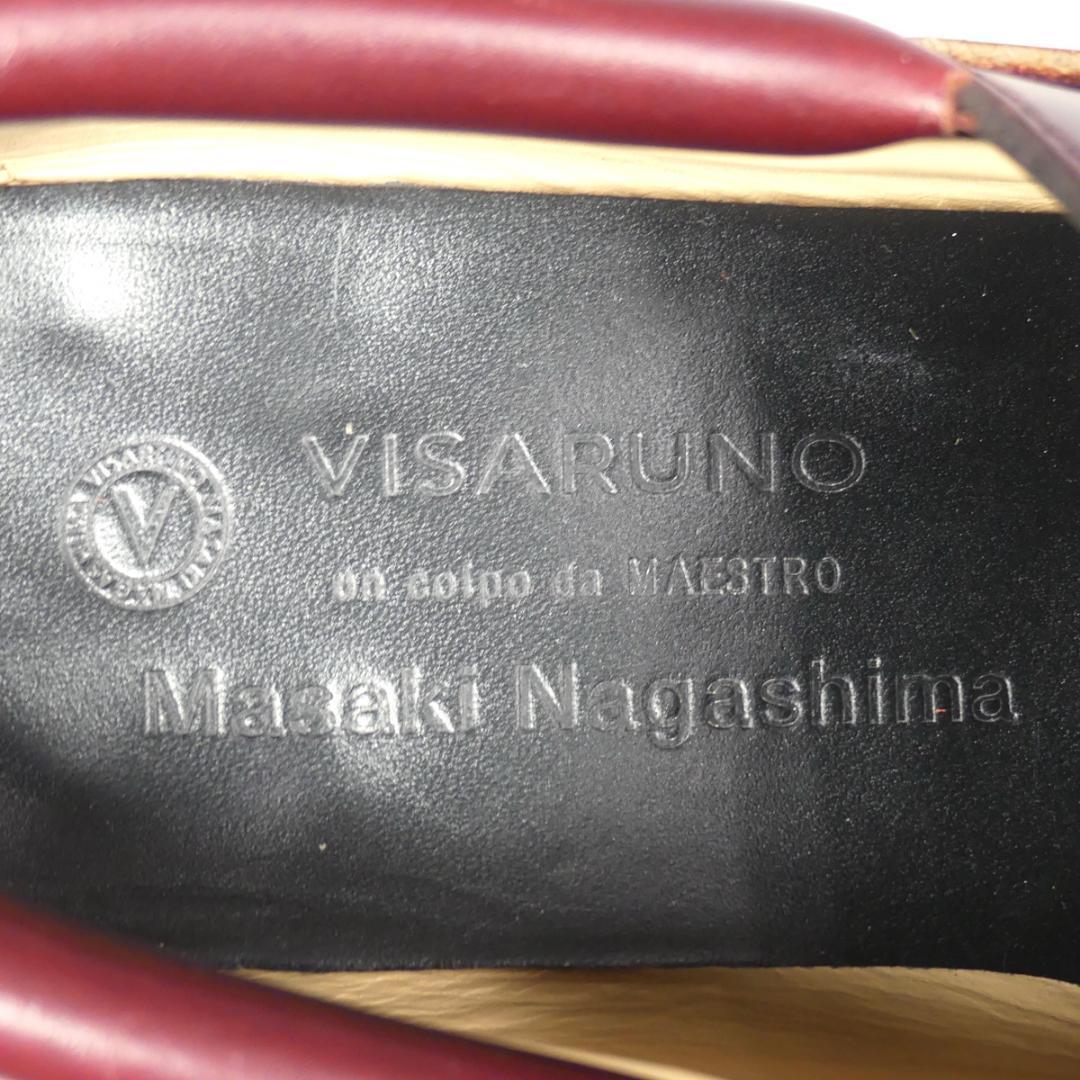 VISARUNO
V
un colpo da MAESTRO
Masaki Nagashima